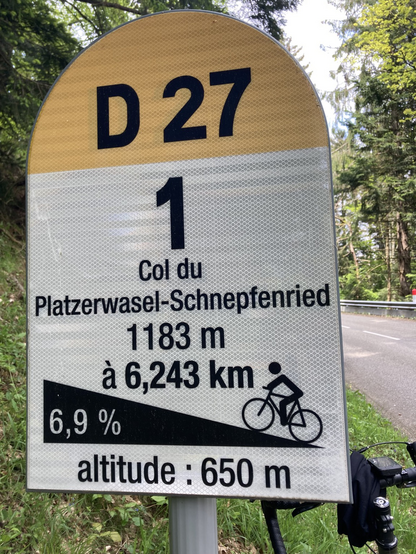 D 27
1
Col du
Platzerwasel-Schnepfenried
1183 m
à 6,243 km
6,9 %
altitude : 650 m